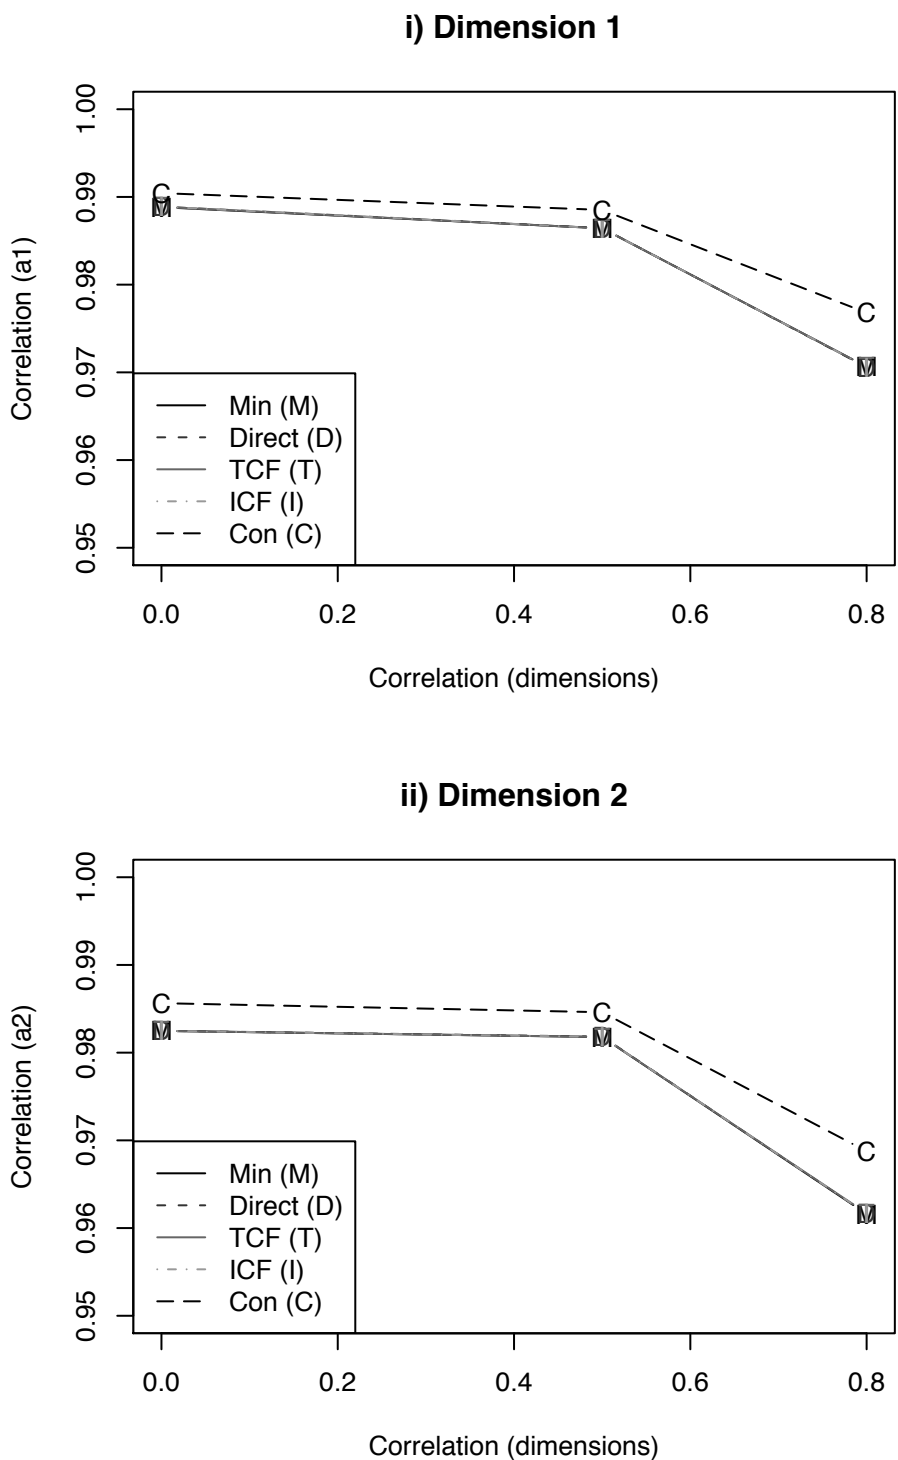 i) Dimension 1
Correlation (a1)
1.00
0.99
0.98
0.97
0.96
0.95
C
C
C
M
M
M
Min (M)
Direct (D)
TCF (T)
ICF (I)
Con (C)
0.0 0.2 0.4 0.6 0.8
Correlation (dimensions)
ii) Dimension 2
Correlation (a2)
1.00
0.99
0.98
0.97
0.96
0.95
C
C
C
M
M
M
Min (M)
Direct (D)
TCF (T)
ICF (I)
Con (C)
0.0 0.2 0.4 0.6 0.8
Correlation (dimensions)